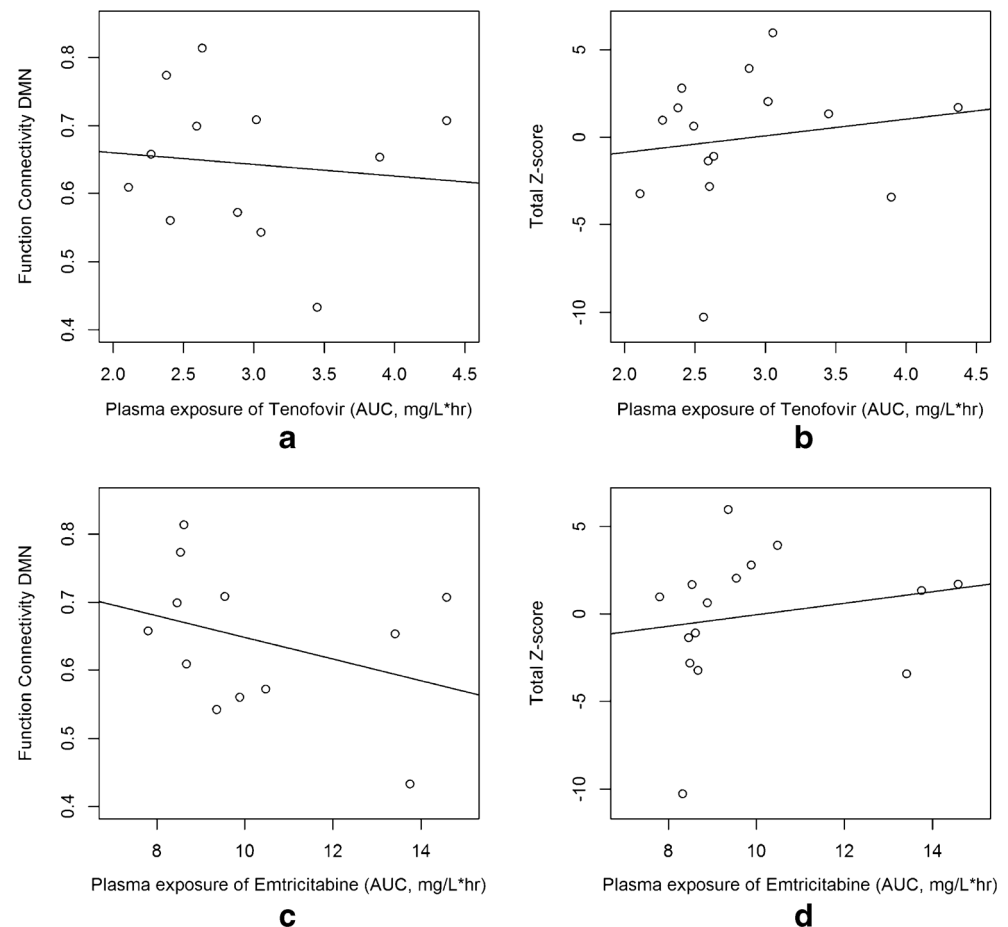 Function Connectivity DMN
0.8
0.7
0.6
0.5
0.4
2.0 2.5 3.0 3.5 4.0 4.5
Plasma exposure of Tenofovir (AUC, mg/L*hr)
a
Total Z-score
5
0
-5
-10
2.0 2.5 3.0 3.5 4.0 4.5
Plasma exposure of Tenofovir (AUC, mg/L*hr)
b
Function Connectivity DMN
0.8
0.7
0.6
0.5
0.4
8 10 12 14
Plasma exposure of Emtricitabine (AUC, mg/L*hr)
c
Total Z-score
5
0
-5
-10
8 10 12 14
Plasma exposure of Emtricitabine (AUC, mg/L*hr)
d